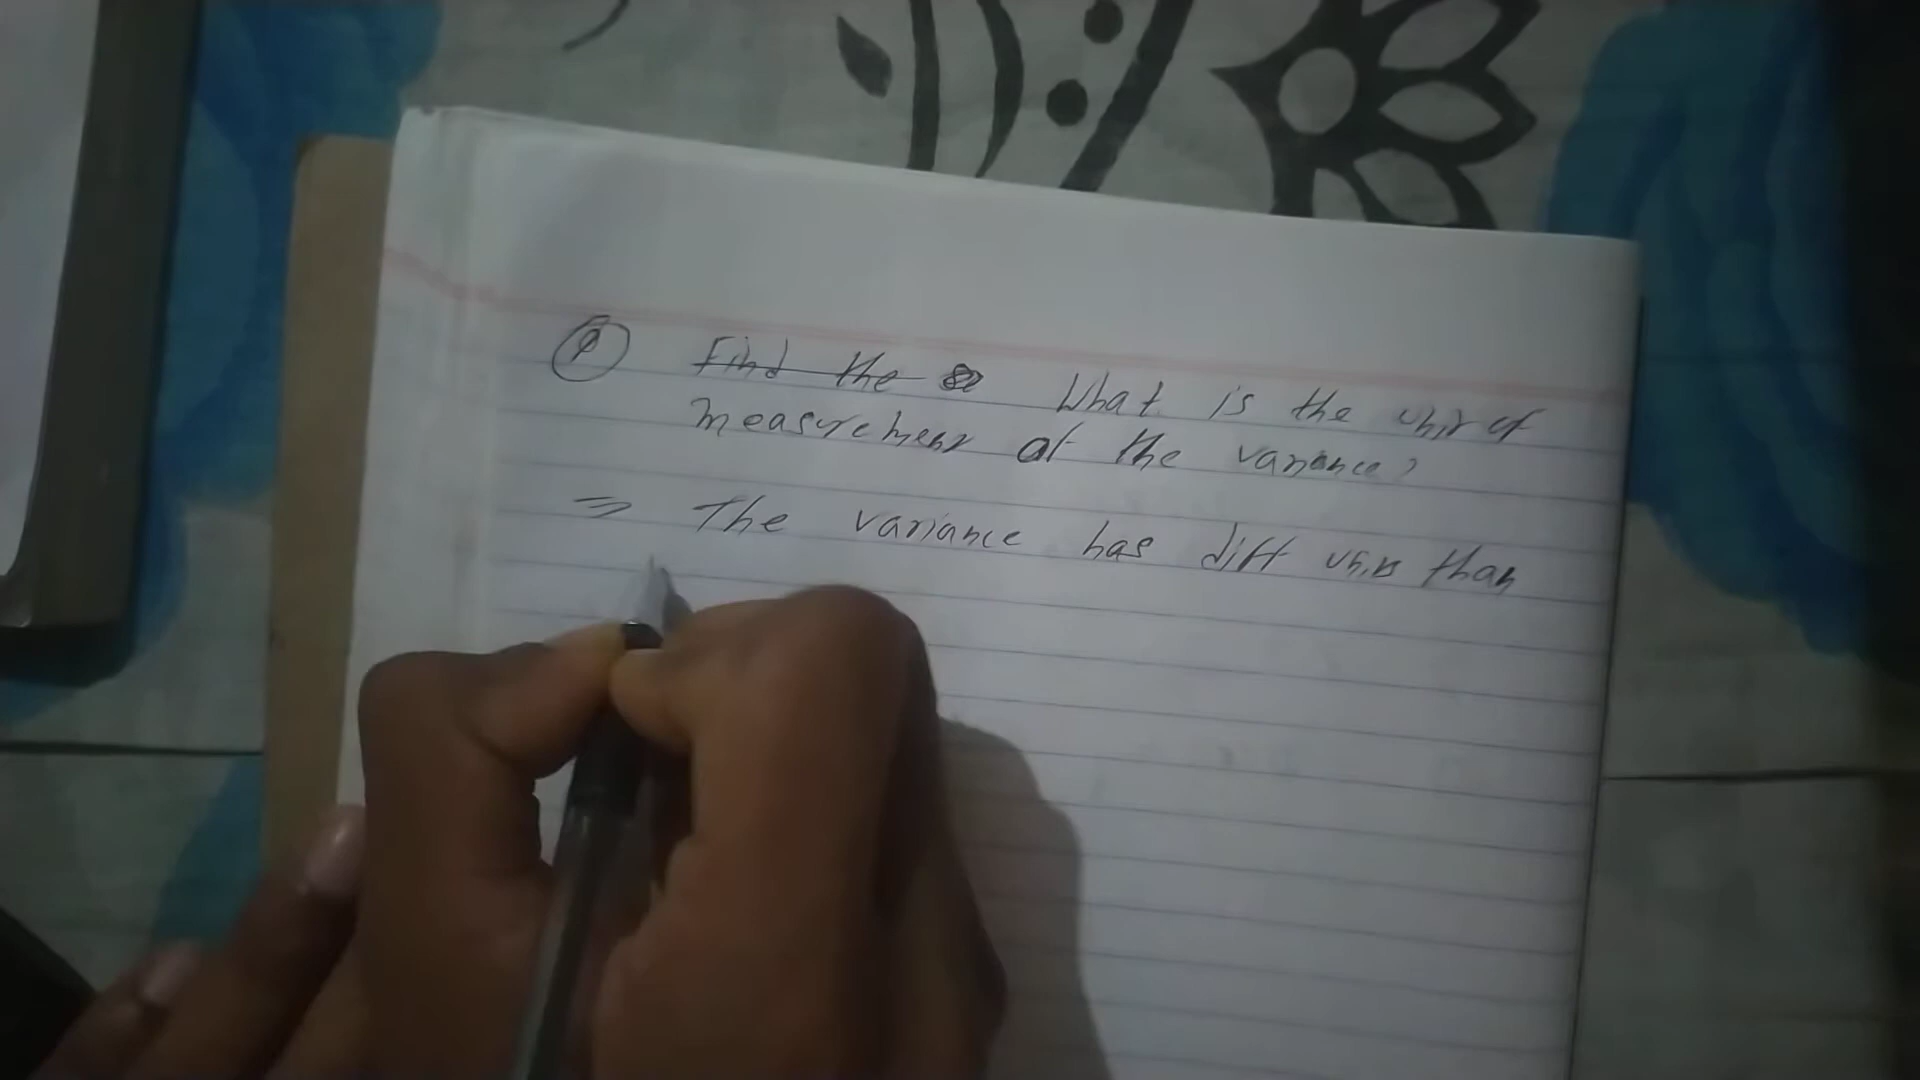 Find the What is the unit of
measurement of the variance?
⇒ The variance has diff units than